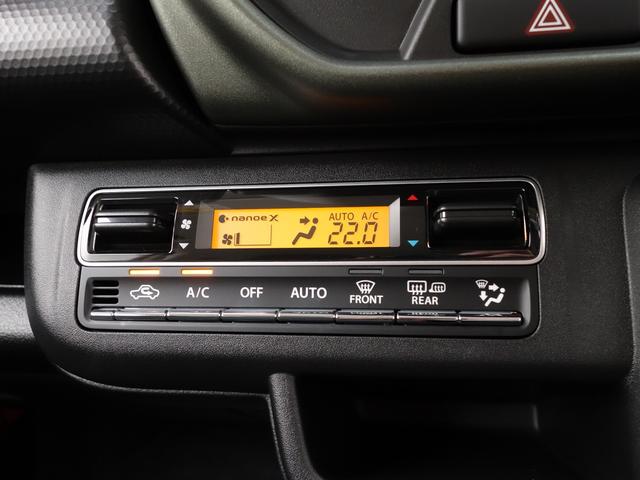 nanoeX
AUTO A/C
22.0
A/C OFF AUTO FRONT REAR